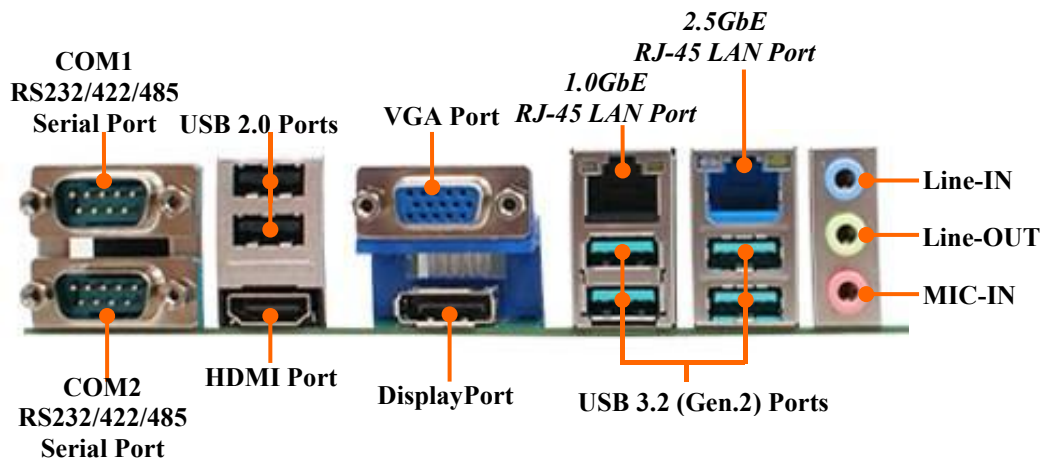 COM1
RS232/422/485
Serial Port
USB 2.0 Ports
VGA Port
1.0GbE
RJ-45 LAN Port
2.5GbE
RJ-45 LAN Port
Line-IN
Line-OUT
MIC-IN
COM2
RS232/422/485
Serial Port
HDMI Port
DisplayPort
USB 3.2 (Gen.2) Ports